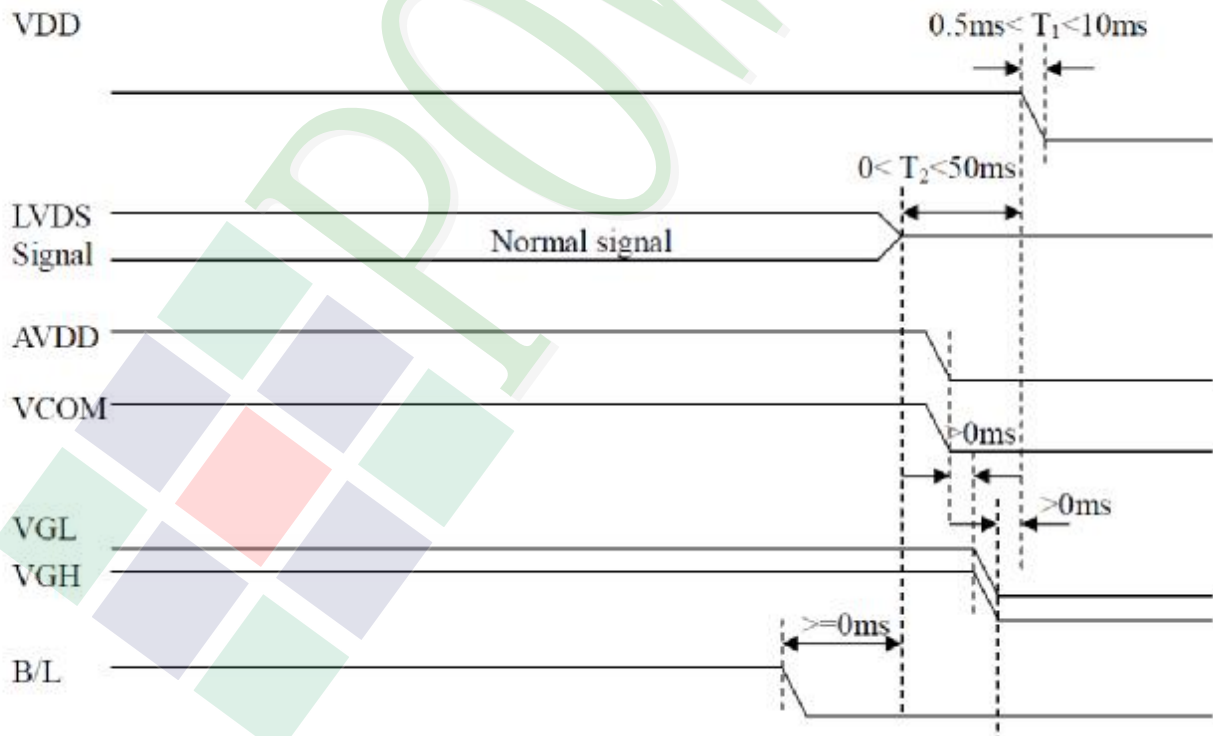 VDD
0.5ms< T₁<10ms
0< T₂<50ms
LVDS
Signal
Normal signal
AVDD
VCOM
>0ms
>0ms
VGL
VGH
>=0ms
B/L
POW